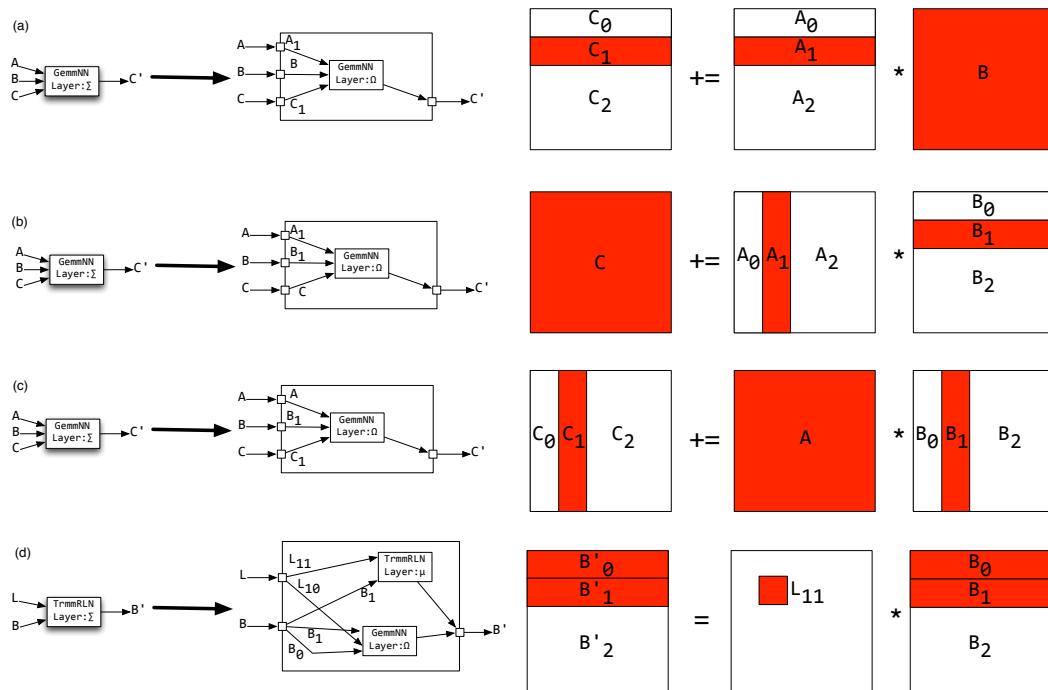 (a)
A
B
C
GemmNN
Layer:Σ
C'
A
B
C
A1
B
C1
GemmNN
Layer:Ω
C'
C0
C1
C2
+=
A0
A1
A2
*
B
(b)
A
B
C
GemmNN
Layer:Σ
C'
A
B
C
A1
B1
C
GemmNN
Layer:Ω
C'
C
+=
A0 A1 A2
*
B0
B1
B2
(c)
A
B
C
GemmNN
Layer:Σ
C'
A
B
C
A
B1
C1
GemmNN
Layer:Ω
C'
C0 C1 C2
+=
A
*
B0 B1 B2
(d)
L
B
TrmmRLN
Layer:Σ
B'
L
B
L11
L10
B1
B1
B0
TrmmRLN
Layer:μ
GemmNN
Layer:Ω
B'
B'0
B'1
B'2
=
L11
*
B0
B1
B2